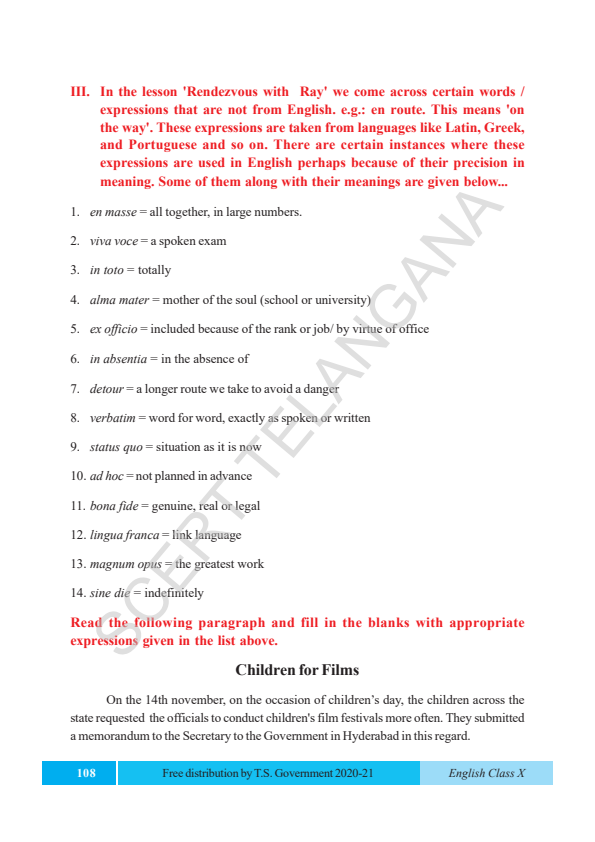 III. In the lesson 'Rendezvous with Ray' we come across certain words /
expressions that are not from English. e.g.: en route. This means 'on
the way'. These expressions are taken from languages like Latin, Greek,
and Portuguese and so on. There are certain instances where these
expressions are used in English perhaps because of their precision in
meaning. Some of them along with their meanings are given below...
1. en masse = all together, in large numbers.
2. viva voce = a spoken exam
3. in toto = totally
4. alma mater = mother of the soul (school or university)
5. ex officio = included because of the rank or job/ by virtue of office
6. in absentia = in the absence of
7. detour = a longer route we take to avoid a danger
8. verbatim = word for word, exactly as spoken or written
9. status quo = situation as it is now
10. ad hoc = not planned in advance
11. bona fide = genuine, real or legal
12. lingua franca = link language
13. magnum opus = the greatest work
14. sine die = indefinitely
Read the following paragraph and fill in the blanks with appropriate
expressions given in the list above.
Children for Films
On the 14th november, on the occasion of children's day, the children across the
state requested the officials to conduct children's film festivals more often. They submitted
a memorandum to the Secretary to the Government in Hyderabad in this regard.
108 Free distribution by T.S. Government 2020-21 English Class X
SCERT TELANGANA